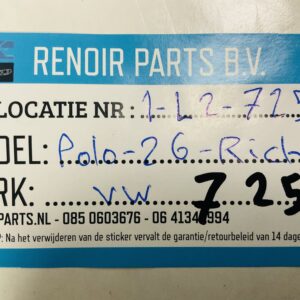 RENOIR PARTS B.V.
LOCATIE NR : 1-L2-725
DEL: Polo-26-Rich
RK: VW 725
PARTS.NL - 085 0603676 - 06 41344994
P: Na het verwijderen van de sticker vervalt de garantie/retourbeleid van 14 dage